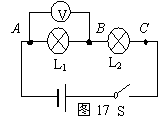 V
A B C
L₁ L₂
图 17 S